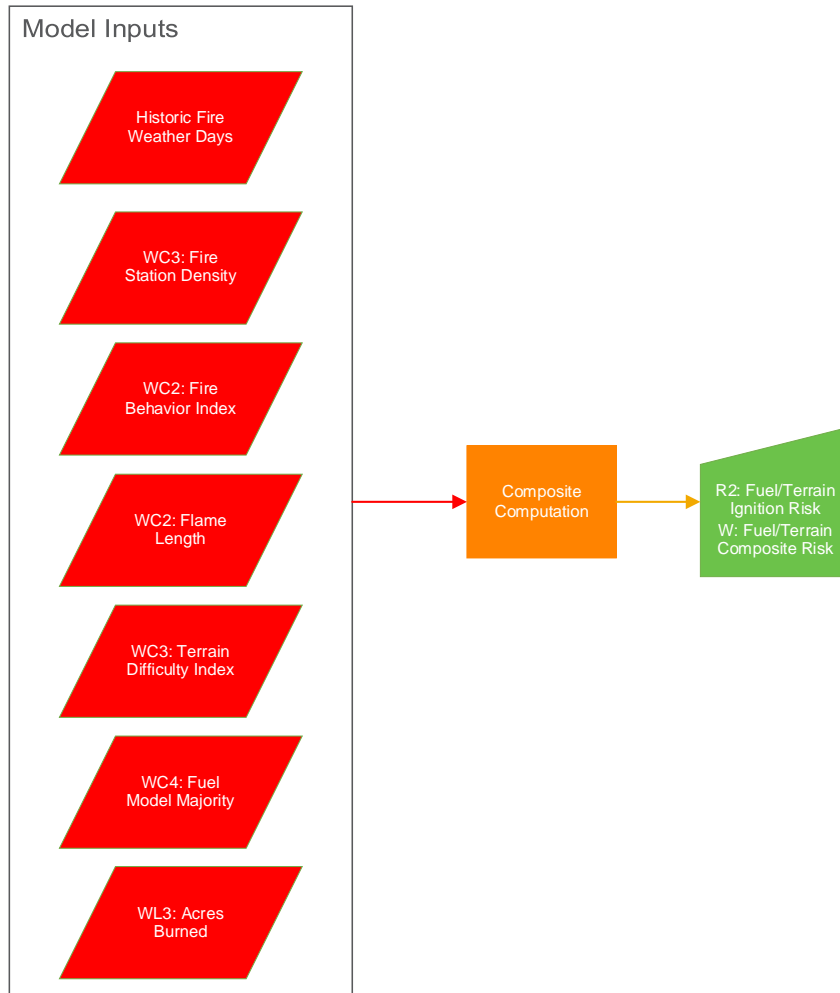 Model Inputs
Historic Fire
Weather Days
WC3: Fire
Station Density
WC2: Fire
Behavior Index
WC2: Flame
Length
WC3: Terrain
Difficulty Index
WC4: Fuel
Model Majority
WL3: Acres
Burned
Composite
Computation
R2: Fuel/Terrain
Ignition Risk
W: Fuel/Terrain
Composite Risk